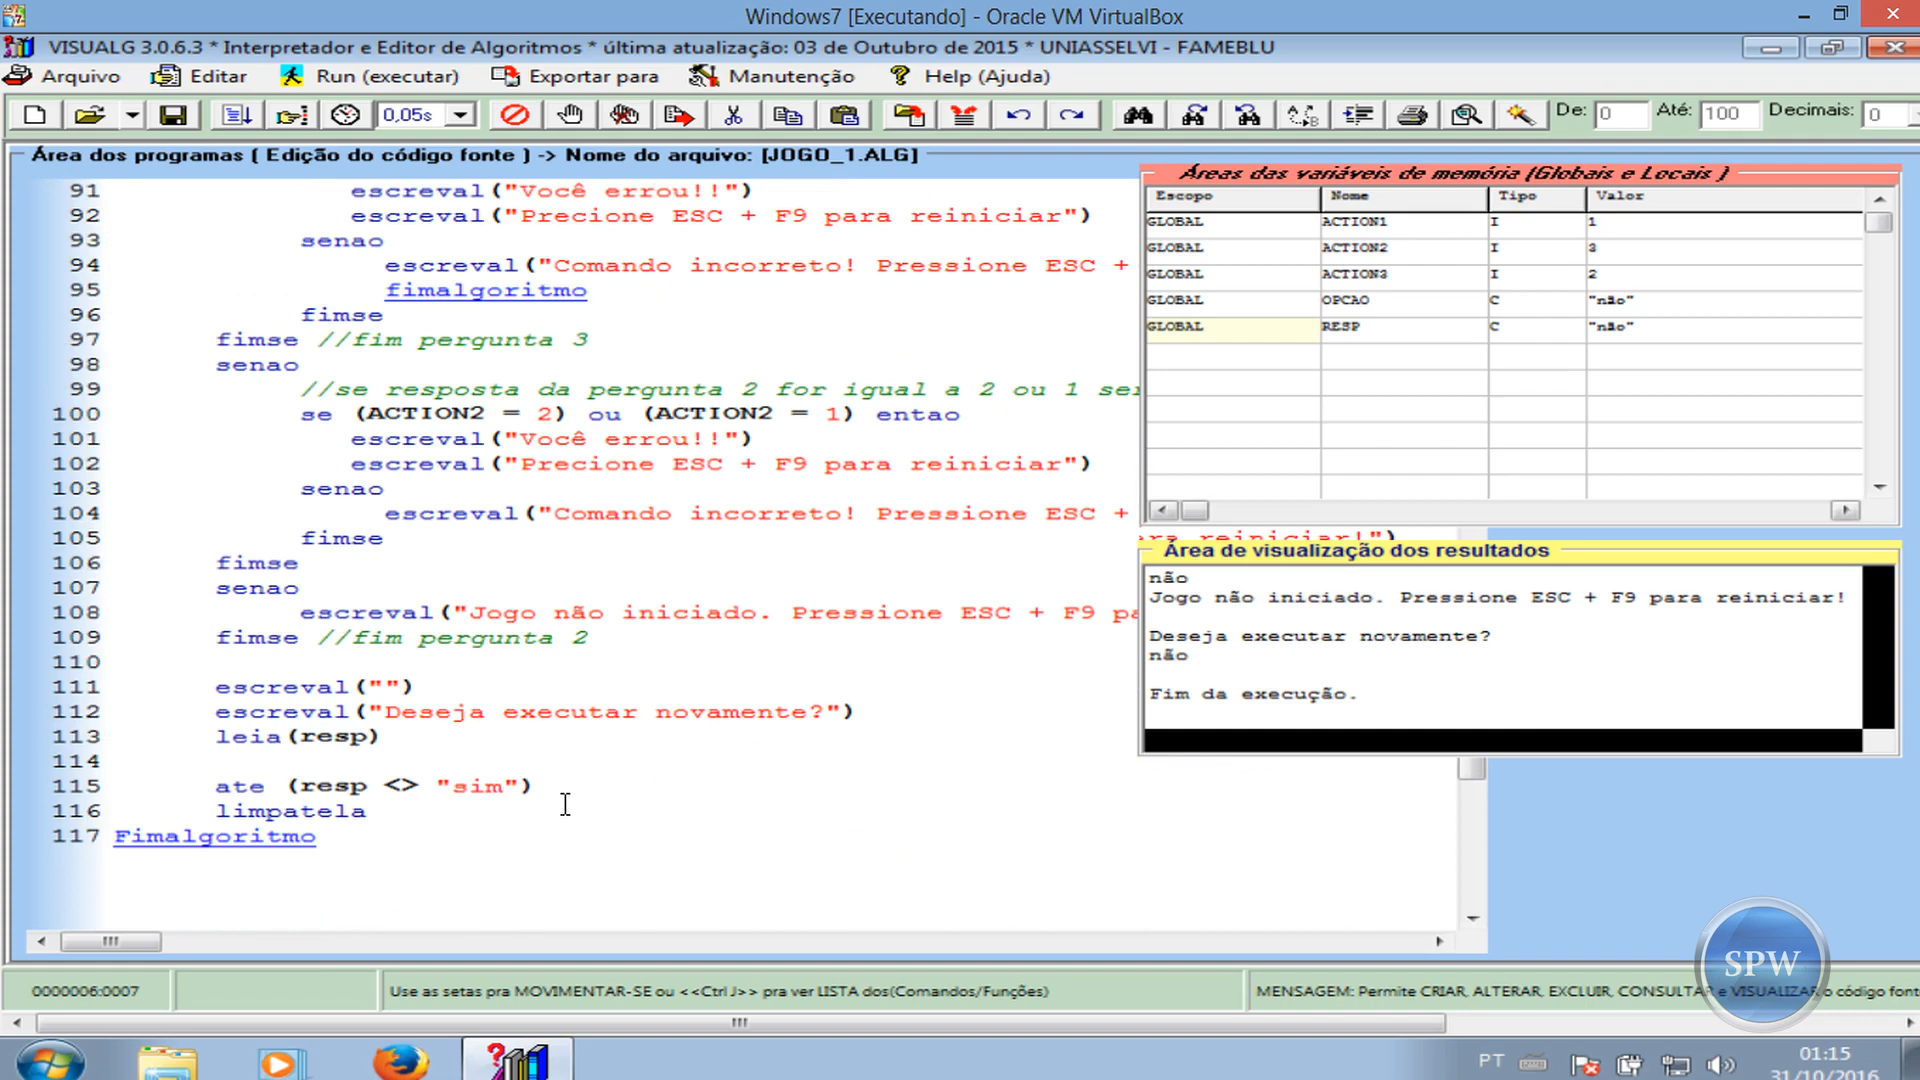 Windows7 [Executando] - Oracle VM VirtualBox
VISUALG 3.0.6.3 * Interpretador e Editor de Algoritmos * última atualização: 03 de Outubro de 2015 * UNIASSELVI - FAMEBLU
Arquivo Editar Run (executar) Exportar para Manutenção Help (Ajuda)
0,05s De: 0 Até: 100 Decimais: 0
Área dos programas ( Edição do código fonte ) -> Nome do arquivo: [JOGO_1.ALG]
91 escreval("Você errou!!")
92 escreval("Precione ESC + F9 para reiniciar")
93 senao
94 escreval("Comando incorreto! Pressione ESC +
95 fimalgoritmo
96 fimse
97 fimse //fim pergunta 3
98 senao
99 //se resposta da pergunta 2 for igual a 2 ou 1
100 se (ACTION2 = 2) ou (ACTION2 = 1) entao
101 escreval("Você errou!!")
102 escreval("Precione ESC + F9 para reiniciar")
103 senao
104 escreval("Comando incorreto! Pressione ESC +
105 fimse
106 fimse
107 senao
108 escreval("Jogo não iniciado. Pressione ESC + F9
109 fimse //fim pergunta 2
110
111 escreval("")
112 escreval("Deseja executar novamente?")
113 leia(resp)
114
115 ate (resp <> "sim")
116 limpatela
117 Fimalgoritmo
Áreas das variáveis de memória (Globais e Locais )
Escopo Nome Tipo Valor
GLOBAL ACTION1 I 1
GLOBAL ACTION2 I 3
GLOBAL ACTION3 I 2
GLOBAL OPCAO C "não"
GLOBAL RESP C "não"
Área de visualização dos resultados
não
Jogo não iniciado. Pressione ESC + F9 para reiniciar!
Deseja executar novamente?
não
Fim da execução.
0000006:0007
Use as setas pra MOVIMENTAR-SE ou <<Ctrl J>> pra ver LISTA dos(Comandos/Funções)
MENSAGEM: Permite CRIAR, ALTERAR, EXCLUIR, CONSULTAR e VISUALIZAR o código
SPW
PT
01:15
31/10/2016